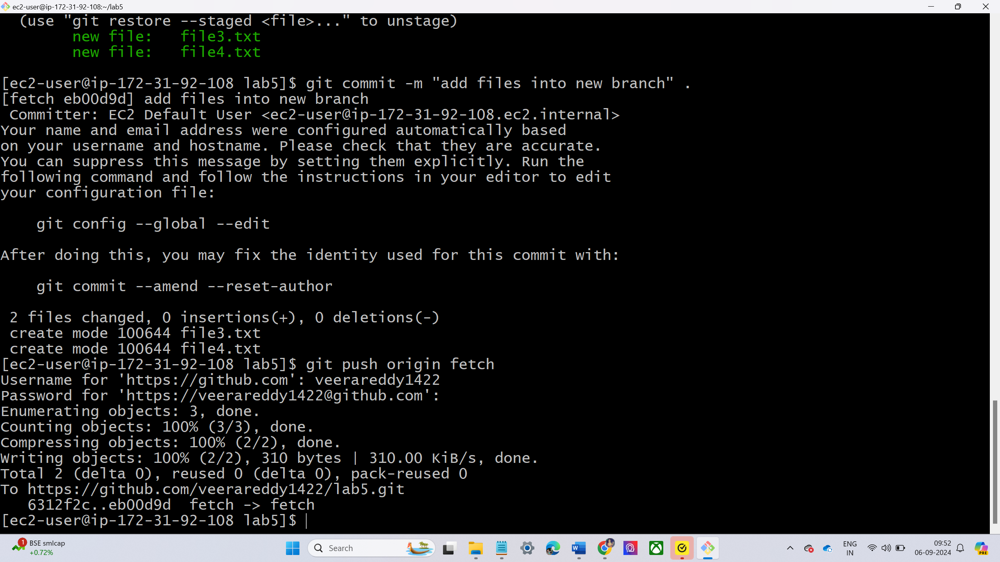 ec2-user@ip-172-31-92-108:~/lab5
(use "git restore --staged <file>..." to unstage)
new file:   file3.txt
new file:   file4.txt
[ec2-user@ip-172-31-92-108 lab5]$ git commit -m "add files into new branch" .
[fetch eb00d9d] add files into new branch
Committer: EC2 Default User <ec2-user@ip-172-31-92-108.ec2.internal>
Your name and email address were configured automatically based
on your username and hostname. Please check that they are accurate.
You can suppress this message by setting them explicitly. Run the
following command and follow the instructions in your editor to edit
your configuration file:
git config --global --edit
After doing this, you may fix the identity used for this commit with:
git commit --amend --reset-author
2 files changed, 0 insertions(+), 0 deletions(-)
create mode 100644 file3.txt
create mode 100644 file4.txt
[ec2-user@ip-172-31-92-108 lab5]$ git push origin fetch
Username for 'https://github.com': veerareddy1422
Password for 'https://veerareddy1422@github.com':
Enumerating objects: 3, done.
Counting objects: 100% (3/3), done.
Compressing objects: 100% (2/2), done.
Writing objects: 100% (2/2), 310 bytes | 310.00 KiB/s, done.
Total 2 (delta 0), reused 0 (delta 0), pack-reused 0
To https://github.com/veerareddy1422/lab5.git
6312f2c..eb00d9d  fetch -> fetch
[ec2-user@ip-172-31-92-108 lab5]$
1
BSE smlcap
+0.72%
Search
W
ENG
IN
09:52
06-09-2024
PRE